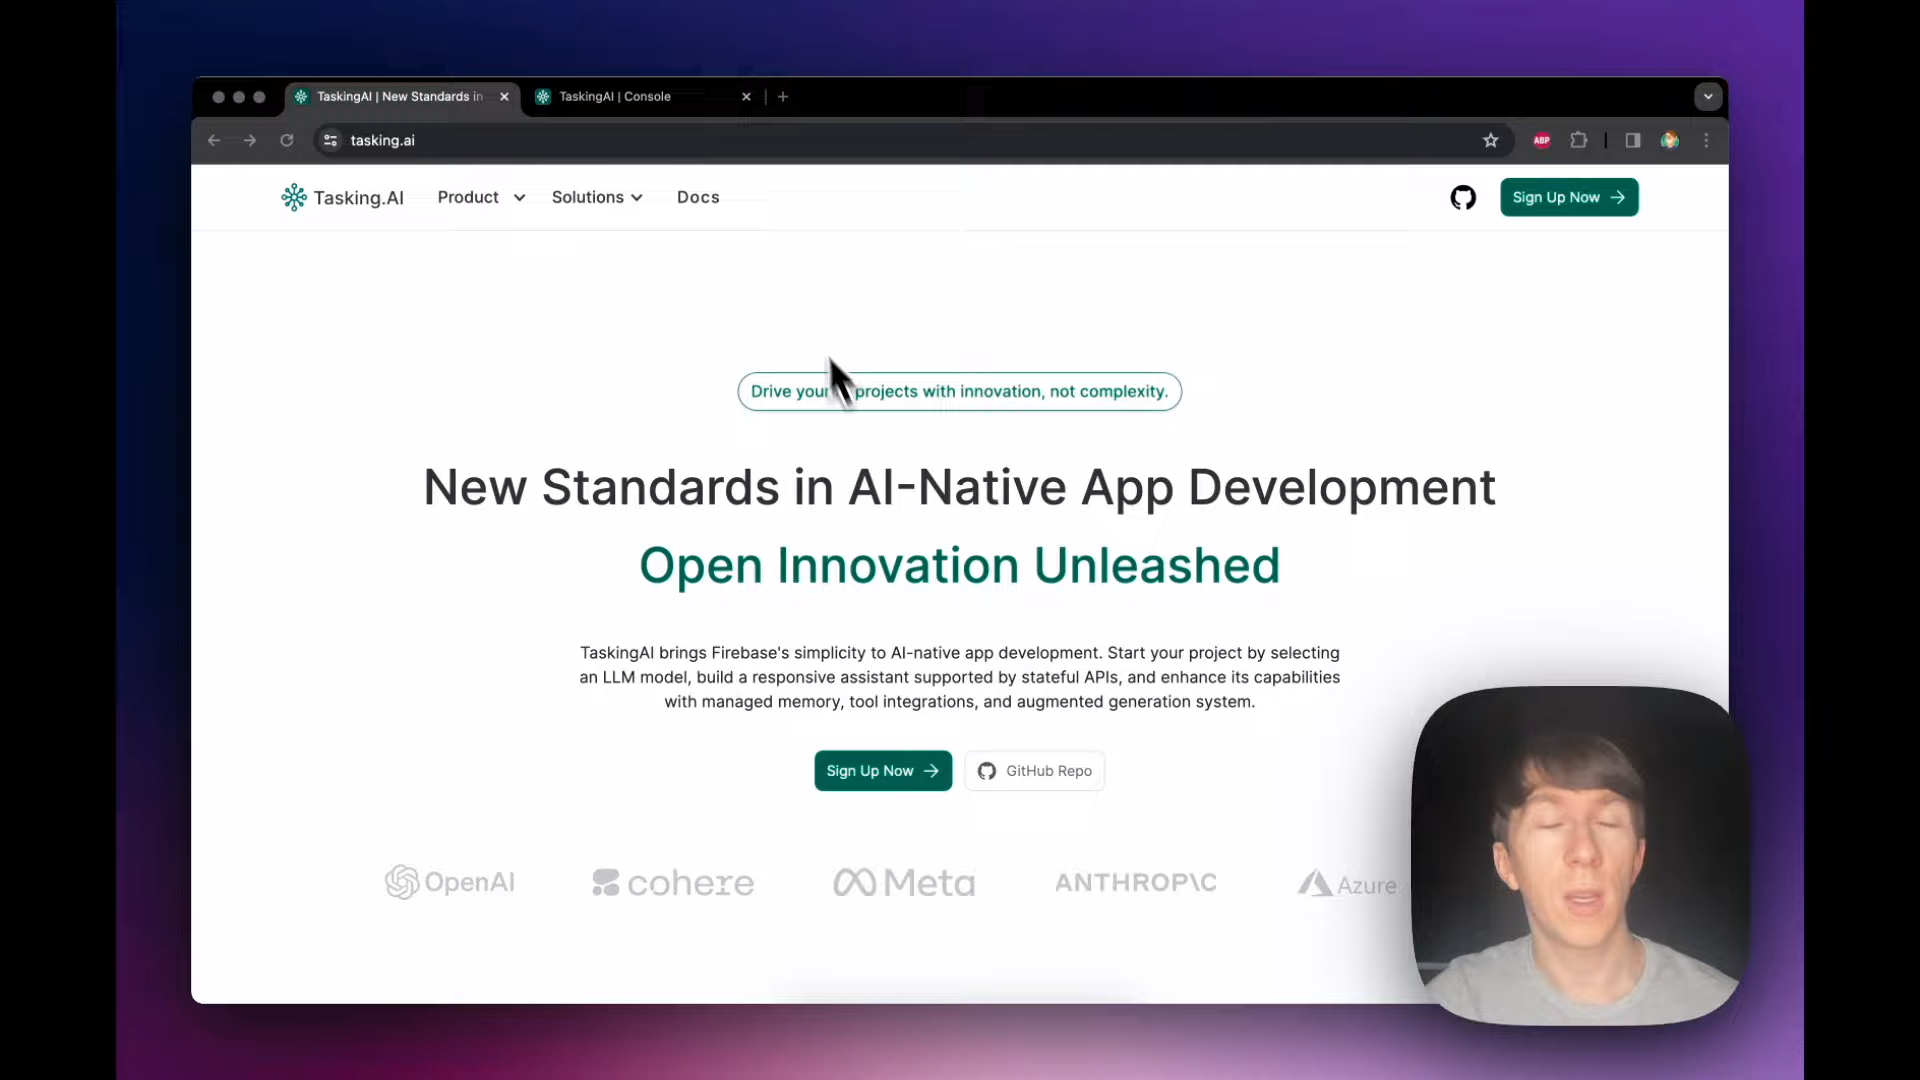 TaskingAI | New Standards in
TaskingAI | Console
tasking.ai
ABP
Tasking.AI
Product
Solutions
Docs
Sign Up Now
Drive your projects with innovation, not complexity.
New Standards in AI-Native App Development
Open Innovation Unleashed
TaskingAI brings Firebase's simplicity to AI-native app development. Start your project by selecting
an LLM model, build a responsive assistant supported by stateful APIs, and enhance its capabilities
with managed memory, tool integrations, and augmented generation system.
Sign Up Now
GitHub Repo
OpenAI
cohere
Meta
ANTHROP\C
Azure